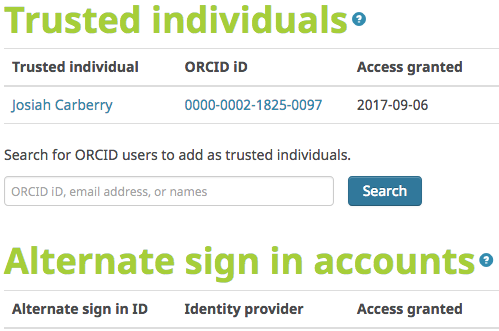 Trusted individuals ?
Trusted individual ORCID iD Access granted
Josiah Carberry 0000-0002-1825-0097 2017-09-06
Search for ORCID users to add as trusted individuals.
ORCID iD, email address, or names Search
Alternate sign in accounts ?
Alternate sign in ID Identity provider Access granted